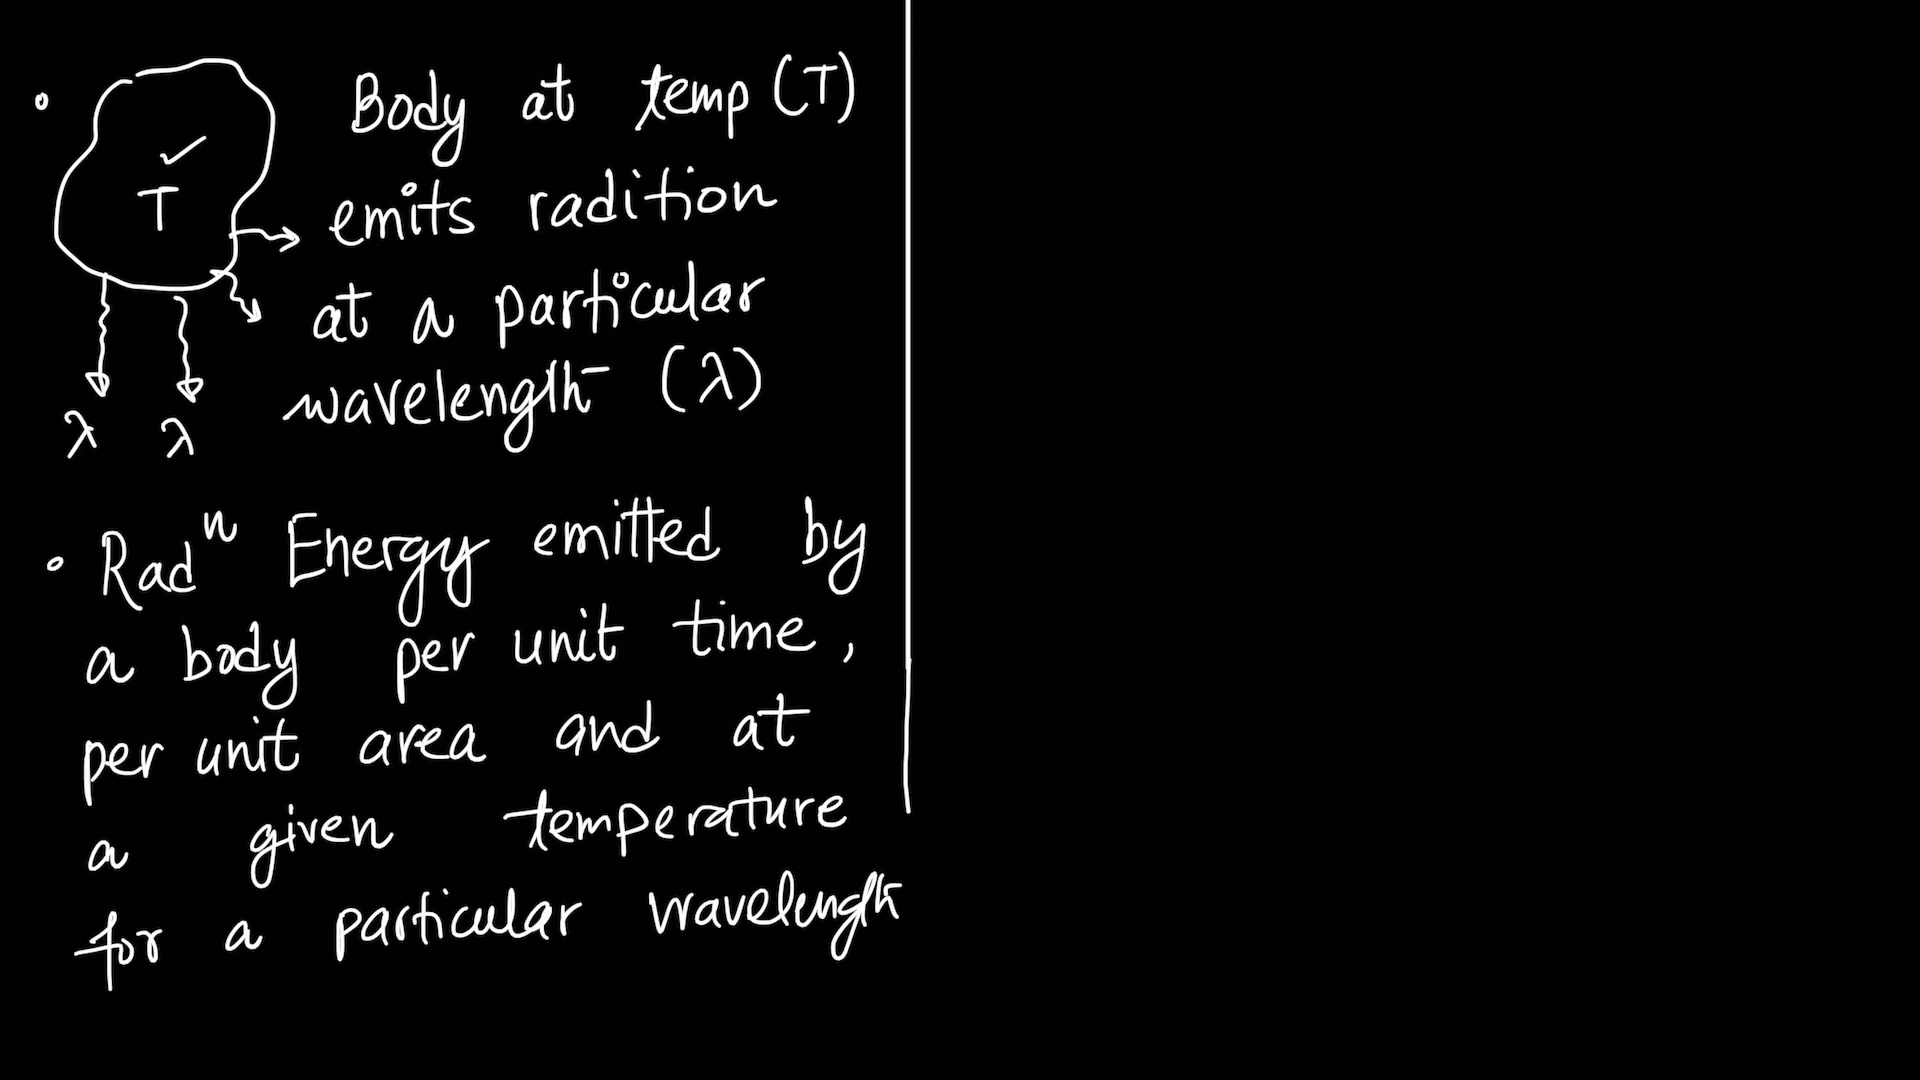 Body at temp (T)
T
emits radition
at a particular
wavelength (λ)
λ λ
• Radⁿ Energy emitted by
a body per unit time,
per unit area and at
a given temperature
for a particular wavelength